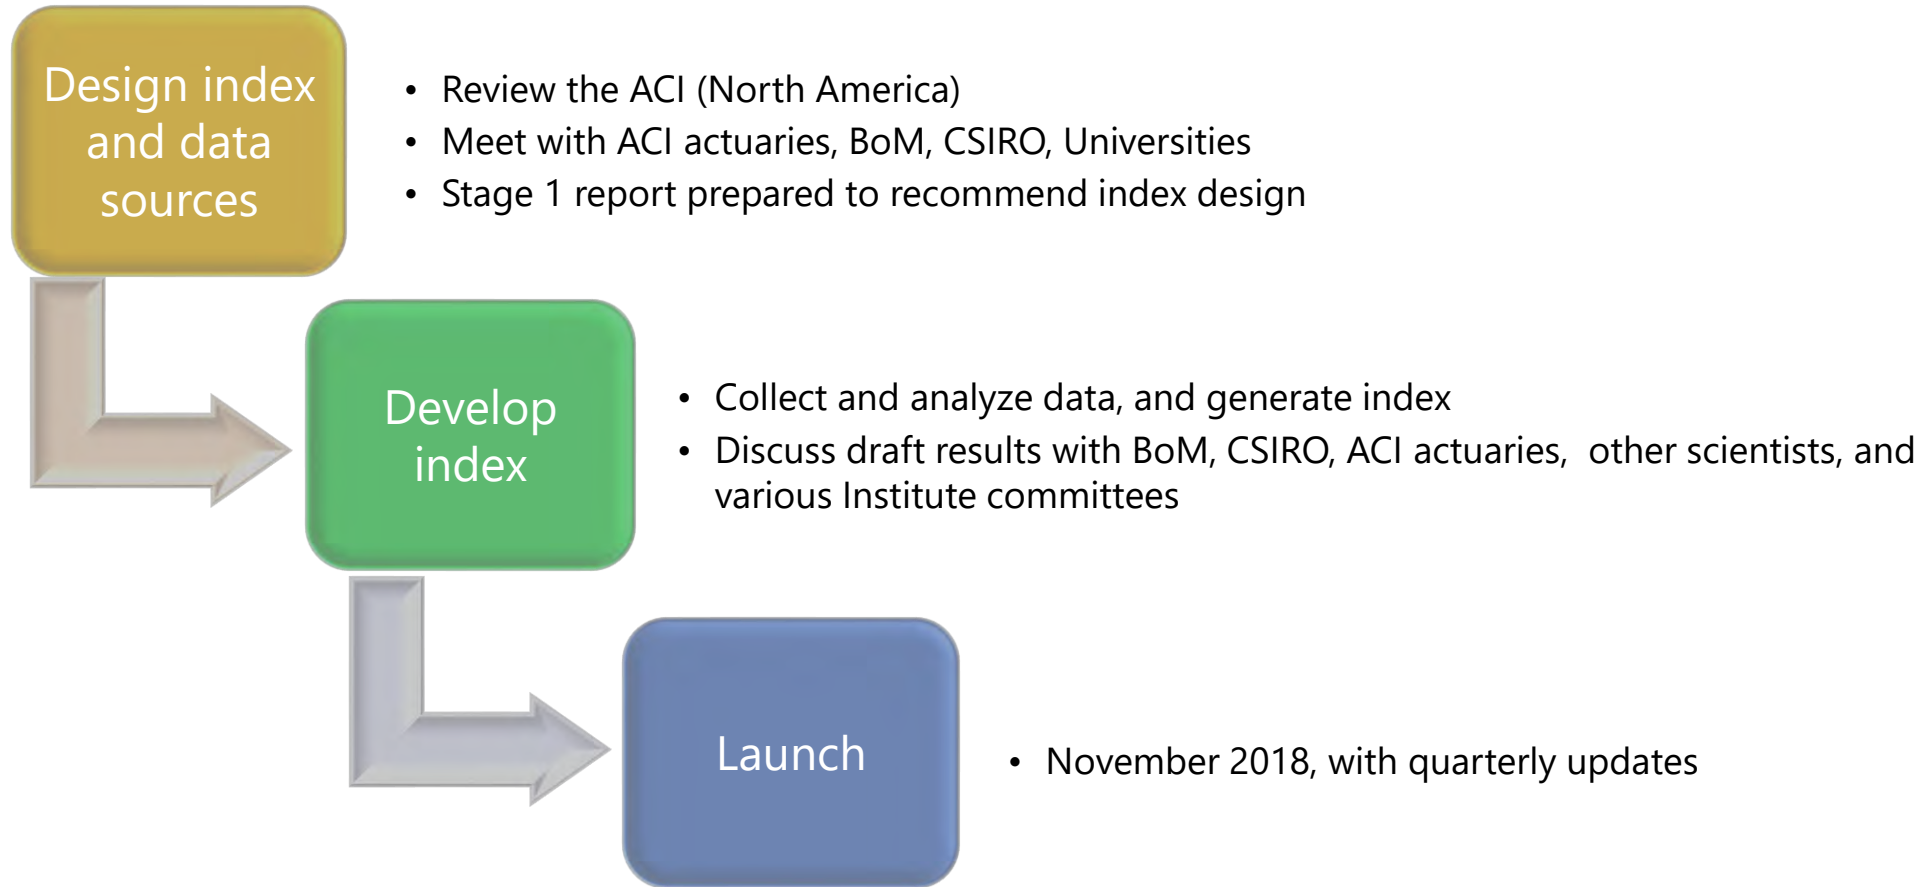 Design index
and data
sources
• Review the ACI (North America)
• Meet with ACI actuaries, BoM, CSIRO, Universities
• Stage 1 report prepared to recommend index design
Develop
index
• Collect and analyze data, and generate index
• Discuss draft results with BoM, CSIRO, ACI actuaries,  other scientists, and
various Institute committees
Launch
• November 2018, with quarterly updates